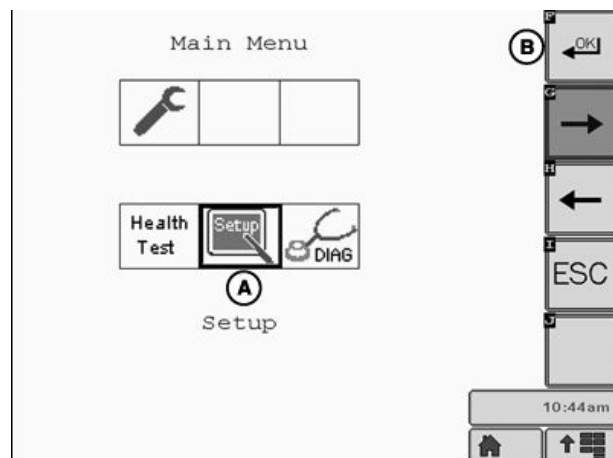 Main Menu
F
B
OK
G
H
Health
Test
Setup
DIAG
A
Setup
I
ESC
J
10:44am